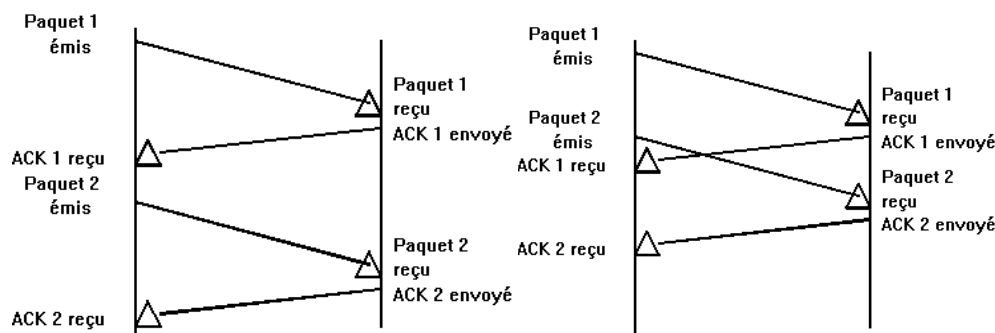 Paquet 1
émis
Paquet 1
reçu
ACK 1 envoyé
ACK 1 reçu
Paquet 2
émis
Paquet 2
reçu
ACK 2 envoyé
ACK 2 reçu
Paquet 1
émis
Paquet 1
reçu
Paquet 2
émis
ACK 1 envoyé
ACK 1 reçu
Paquet 2
reçu
ACK 2 envoyé
ACK 2 reçu